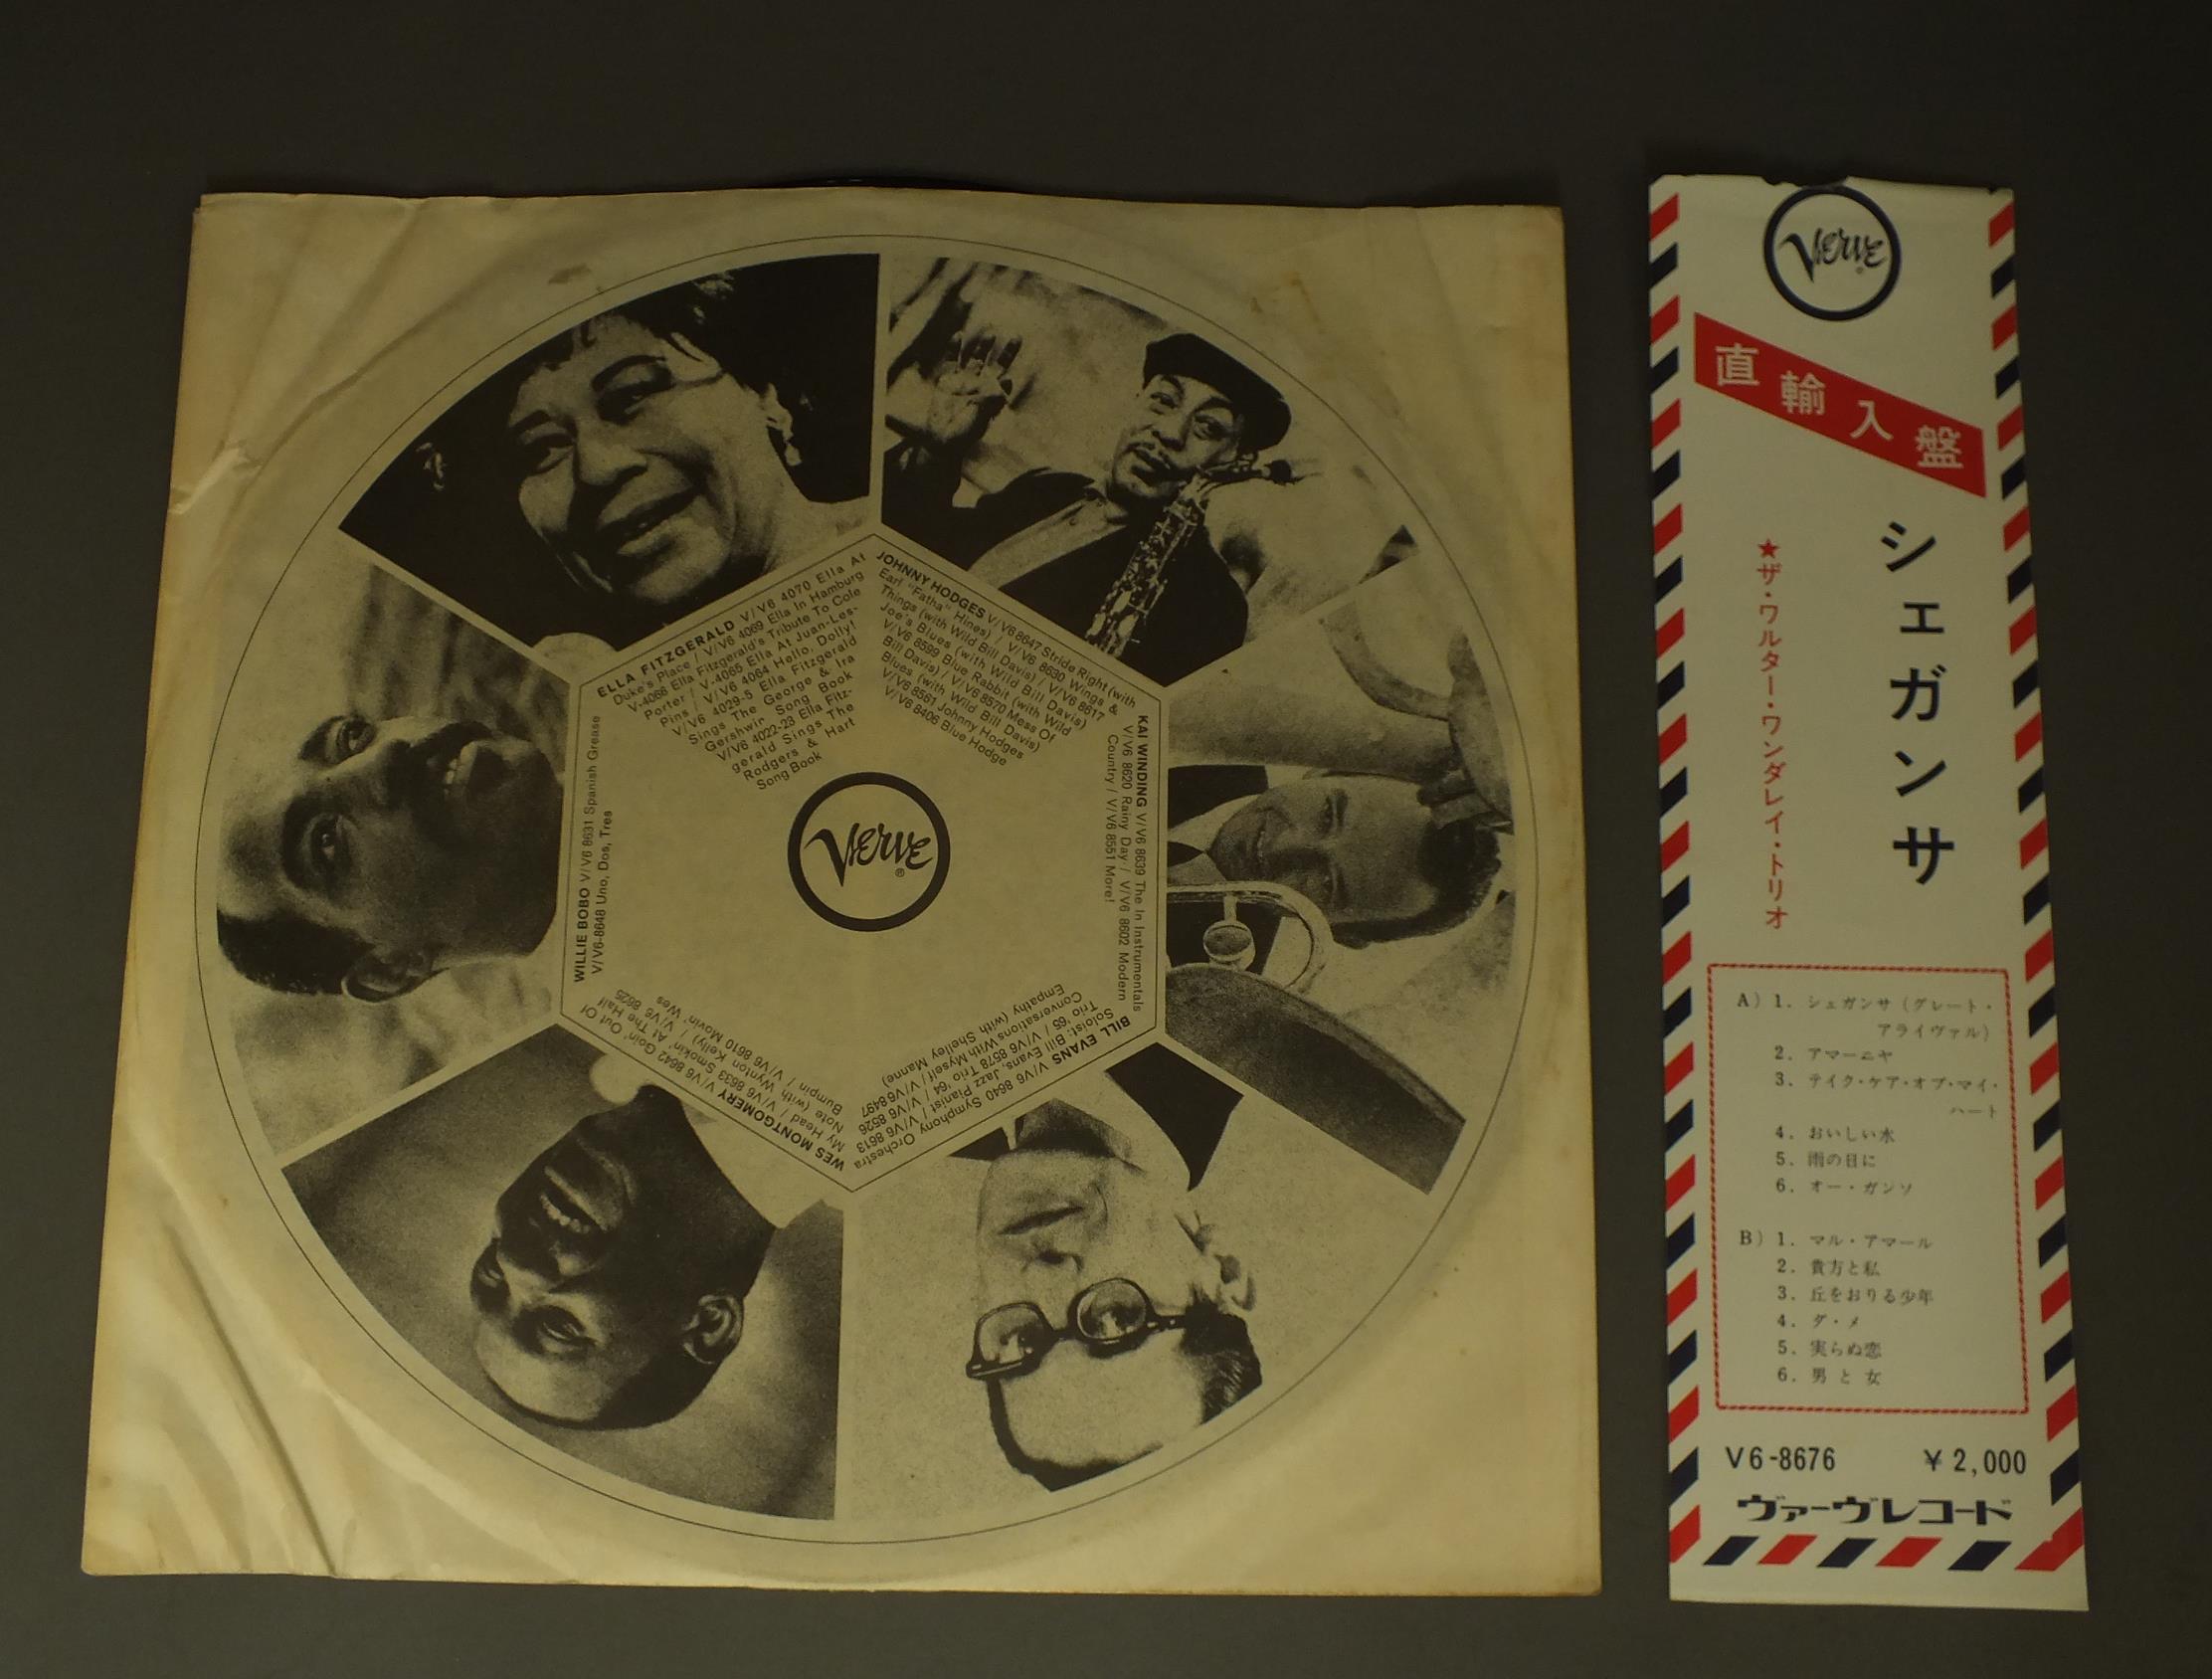 ELLA FITZGERALD V/V6 4070 Ella At
Duke's Place / V/V6 4069 Ella In Hamburg
V-4066 Ella Fitzgerald's Tribute To Cole
Porter / V-4065 Ella At Juan-Les-
Pins / V/V6 4064 Hello, Dolly!
V/V6 4029-5 Ella Fitzgerald
Sings The George & Ira
Gershwin Song Book
V/V6 4022-23 Ella Fitz-
gerald Sings The
Rodgers & Hart
Song Book
JOHNNY HODGES V/V6 8647 Stride Right (with
Earl "Fatha" Hines) / V/V6 8630 Wings &
Things (with Wild Bill Davis) / V/V6 8617
Joe's Blues (with Wild Bill Davis)
V/V6 8599 Blue Rabbit (with Wild
Bill Davis) / V/V6 8570 Mess Of
Blues (with Wild Bill Davis)
V/V6 8561 Johnny Hodges
V/V6 8406 Blue Hodge
KAI WINDING V/V6 8639 The In Instrumentals
V/V6 8620 Rainy Day / V/V6 8602 Modern
Country / V/V6 8551 More!
BILL EVANS V/V6 8640 Symphony Orchestra
Soloist: Bill Evans, Jazz Pianist / V/V6 8613
Trio '65 / V/V6 8578 Trio '64 / V/V6 8526
Conversations With Myself / V/V6 8497
Empathy (with Shelley Manne)
WES MONTGOMERY V/V6 8642 Goin' Out Of
My Head / V/V6 8633 Smokin' At The Half
Note (with Wynton Kelly) / V/V6 8625
Bumpin' / V/V6 8610 Movin' Wes
WILLIE BOBO V/V6 8631 Spanish Grease
V/V6-8648 Uno, Dos, Tres
VERVE®
VERVE®
直輸入盤
シェガンサ
★ザ・ワルター・ワンダレイ・トリオ
A) 1. シェガンサ (グレート・
アライヴァル)
2. アマーニヤ
3. テイク・ケア・オブ・マイ・
ハート
4. おいしい水
5. 雨の日に
6. オー・ガンソ
B) 1. マル・アマール
2. 貴方と私
3. 丘をおりる少年
4. ダ・メ
5. 実らぬ恋
6. 男と女
V6-8676 ¥2,000
ヴァーヴレコード